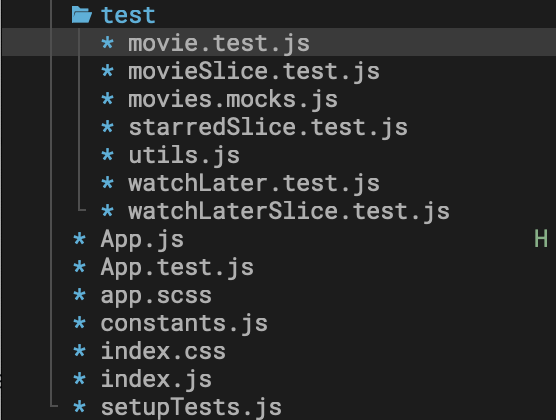 test
* movie.test.js
* movieSlice.test.js
* movies.mocks.js
* starredSlice.test.js
* utils.js
* watchLater.test.js
* watchLaterSlice.test.js
* App.js H
* App.test.js
* app.scss
* constants.js
* index.css
* index.js
* setupTests.js